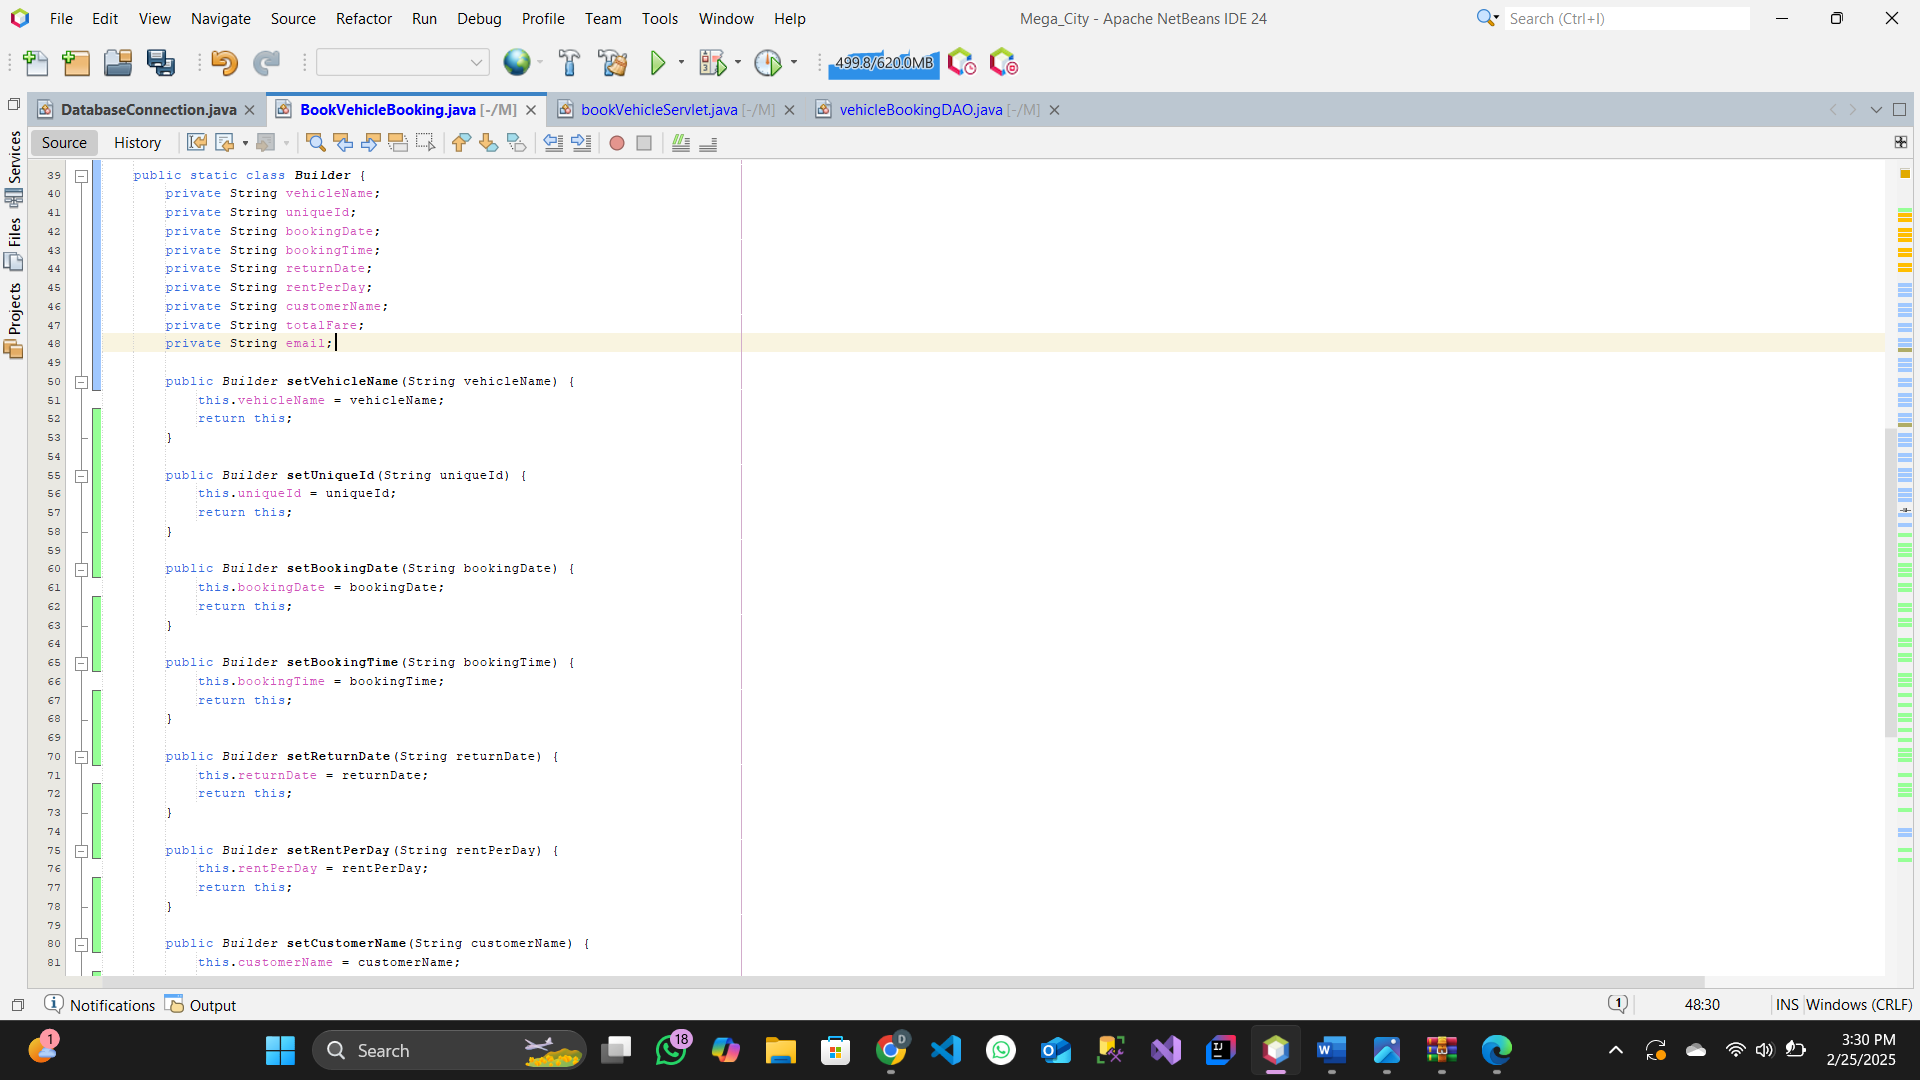 File Edit View Navigate Source Refactor Run Debug Profile Team Tools Window Help
Mega_City - Apache NetBeans IDE 24
Search (Ctrl+I)
499.8/620.0MB
DatabaseConnection.java
BookVehicleBooking.java [-/M]
bookVehicleServlet.java [-/M]
vehicleBookingDAO.java [-/M]
Source History
Services
Files
Projects
39 public static class Builder {
40 private String vehicleName;
41 private String uniqueId;
42 private String bookingDate;
43 private String bookingTime;
44 private String returnDate;
45 private String rentPerDay;
46 private String customerName;
47 private String totalFare;
48 private String email;
49
50 public Builder setVehicleName(String vehicleName) {
51 this.vehicleName = vehicleName;
52 return this;
53 }
54
55 public Builder setUniqueId(String uniqueId) {
56 this.uniqueId = uniqueId;
57 return this;
58 }
59
60 public Builder setBookingDate(String bookingDate) {
61 this.bookingDate = bookingDate;
62 return this;
63 }
64
65 public Builder setBookingTime(String bookingTime) {
66 this.bookingTime = bookingTime;
67 return this;
68 }
69
70 public Builder setReturnDate(String returnDate) {
71 this.returnDate = returnDate;
72 return this;
73 }
74
75 public Builder setRentPerDay(String rentPerDay) {
76 this.rentPerDay = rentPerDay;
77 return this;
78 }
79
80 public Builder setCustomerName(String customerName) {
81 this.customerName = customerName;
Notifications Output
1
48:30
INS Windows (CRLF)
1
Search
18
D
3:30 PM
2/25/2025